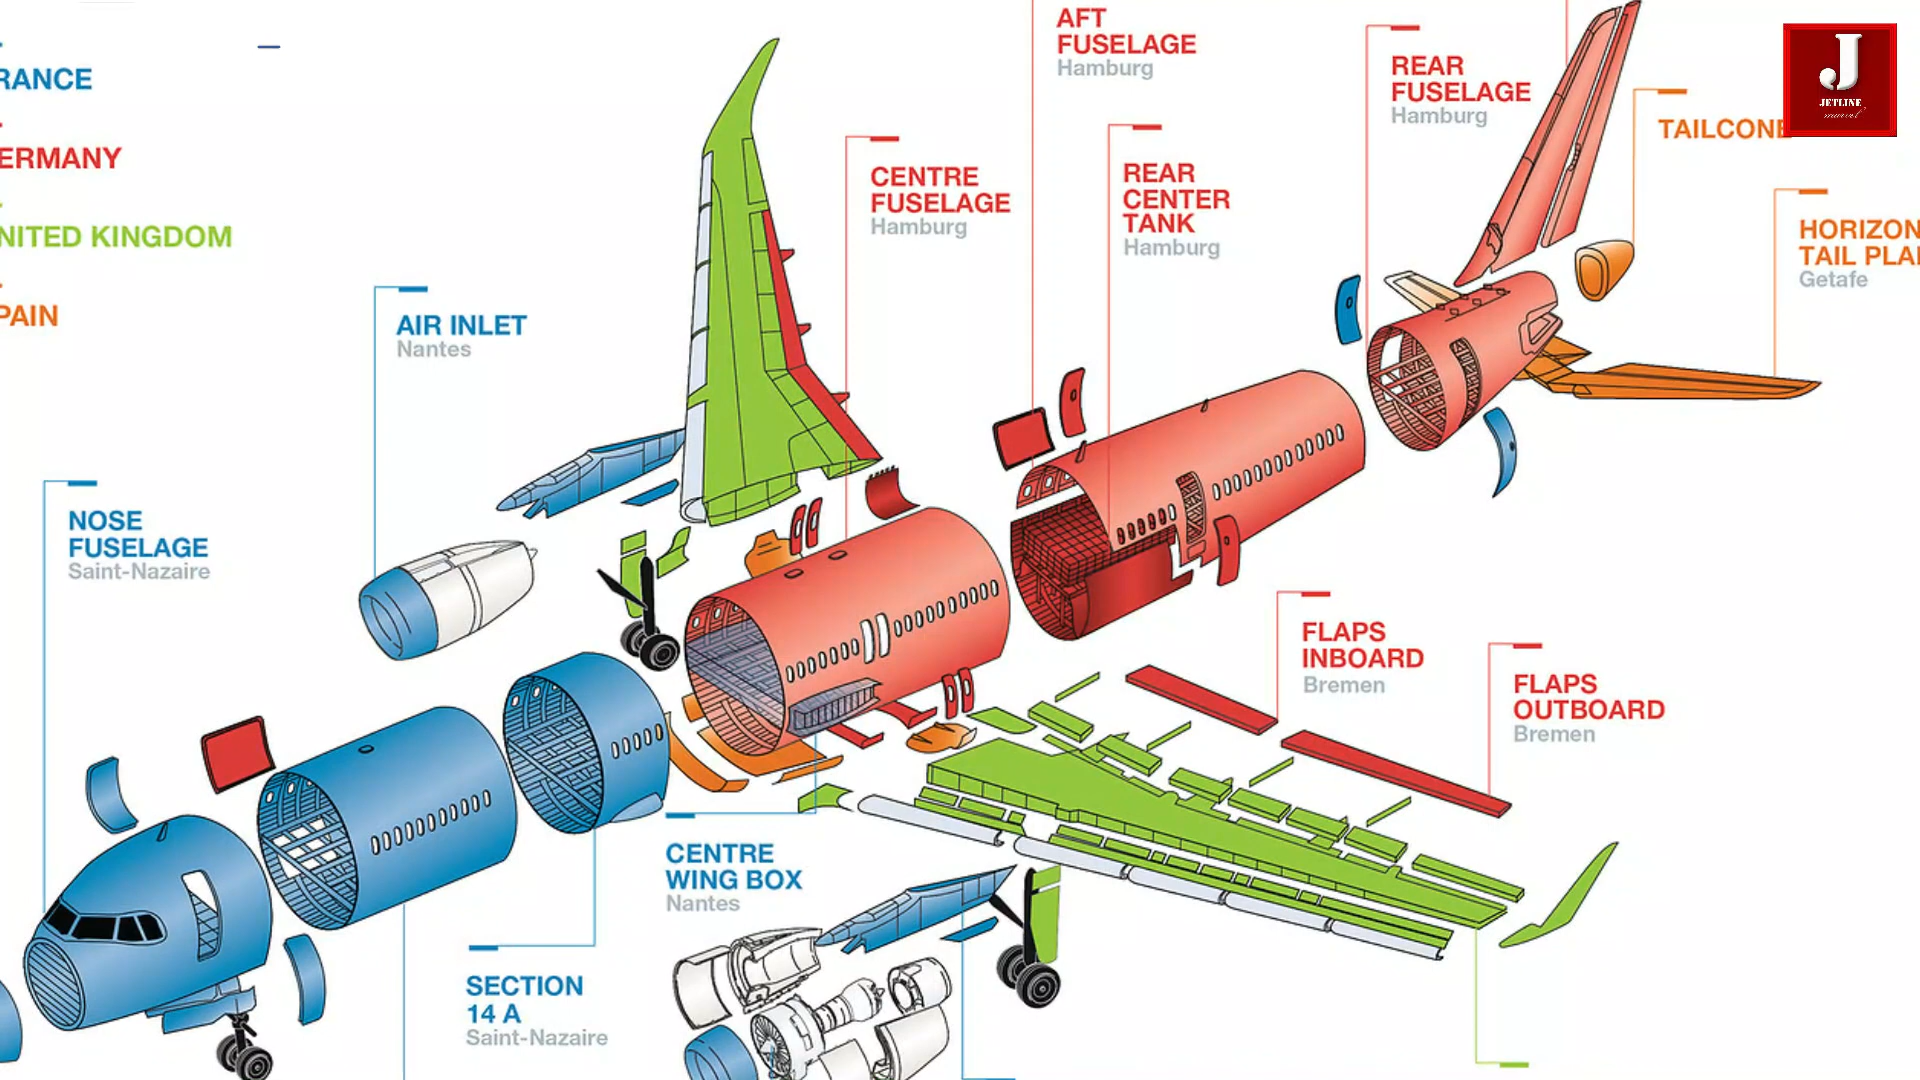 RANCE
ERMANY
NITED KINGDOM
PAIN
AIR INLET
Nantes
NOSE
FUSELAGE
Saint-Nazaire
CENTRE
FUSELAGE
Hamburg
AFT
FUSELAGE
Hamburg
REAR
CENTER
TANK
Hamburg
REAR
FUSELAGE
Hamburg
TAILCONE
HORIZON
TAIL PLA
Getafe
J
JETLINE
marvel
FLAPS
INBOARD
Bremen
FLAPS
OUTBOARD
Bremen
CENTRE
WING BOX
Nantes
SECTION
14 A
Saint-Nazaire